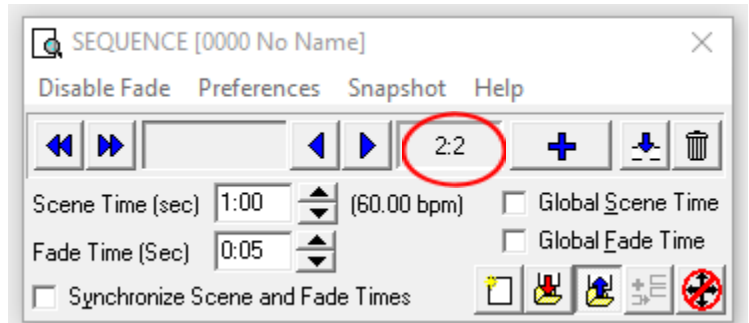 SEQUENCE [0000 No Name]
Disable Fade Preferences Snapshot Help
2:2
Scene Time (sec) 1:00 (60.00 bpm) Global Scene Time
Fade Time (Sec) 0:05 Global Fade Time
Synchronize Scene and Fade Times